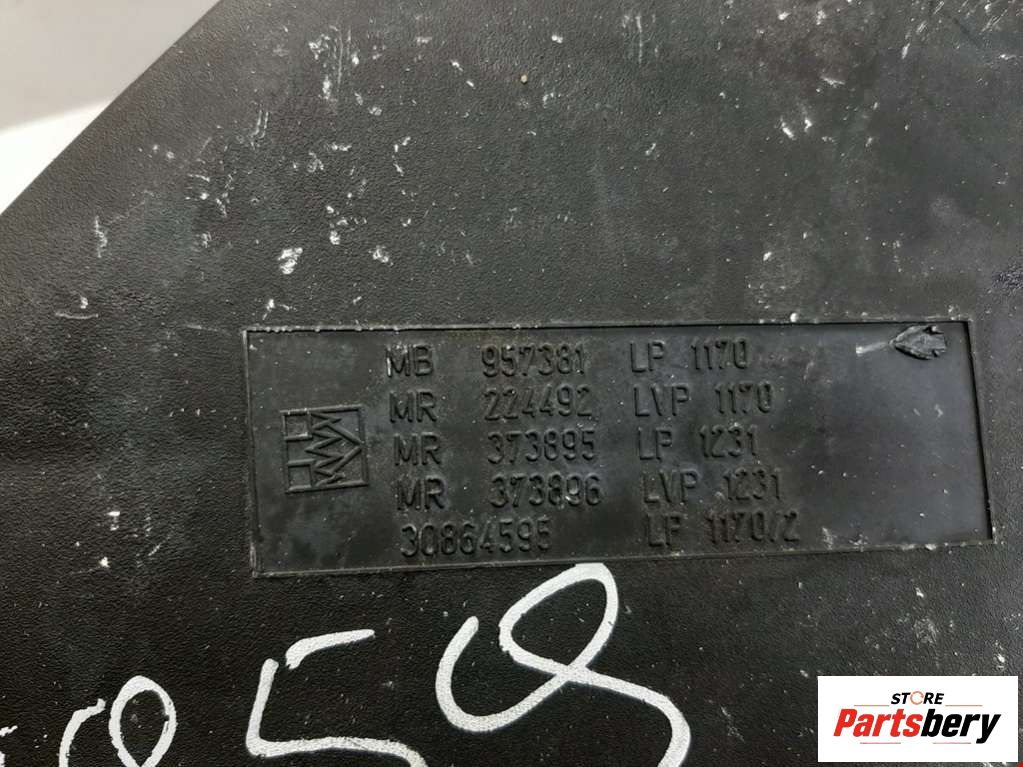 MB 957381 LP 1170
MR 224492 LVP 1170
MR 373895 LP 1231
MR 373896 LVP 1231
30864595 LP 1170/2
STORE
Partsbery